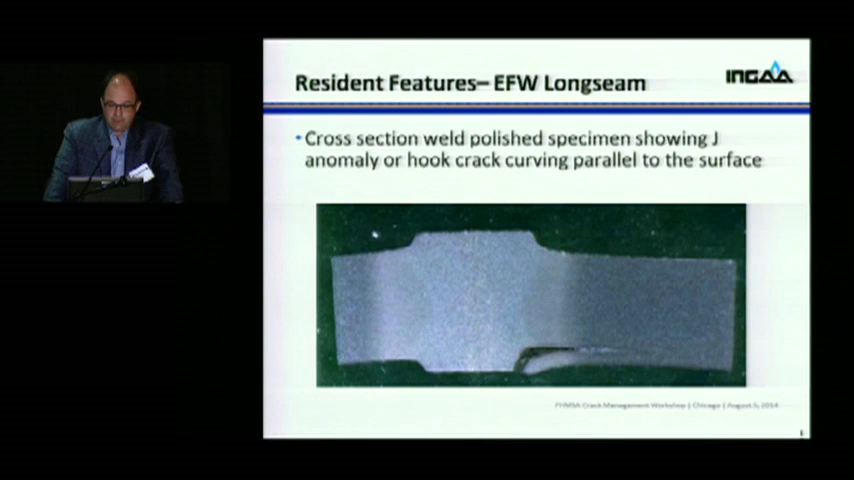 Resident Features– EFW Longseam
INGAA
• Cross section weld polished specimen showing J
anomaly or hook crack curving parallel to the surface
PHMSA Crack Management Workshop | Chicago | August 5, 2014
1